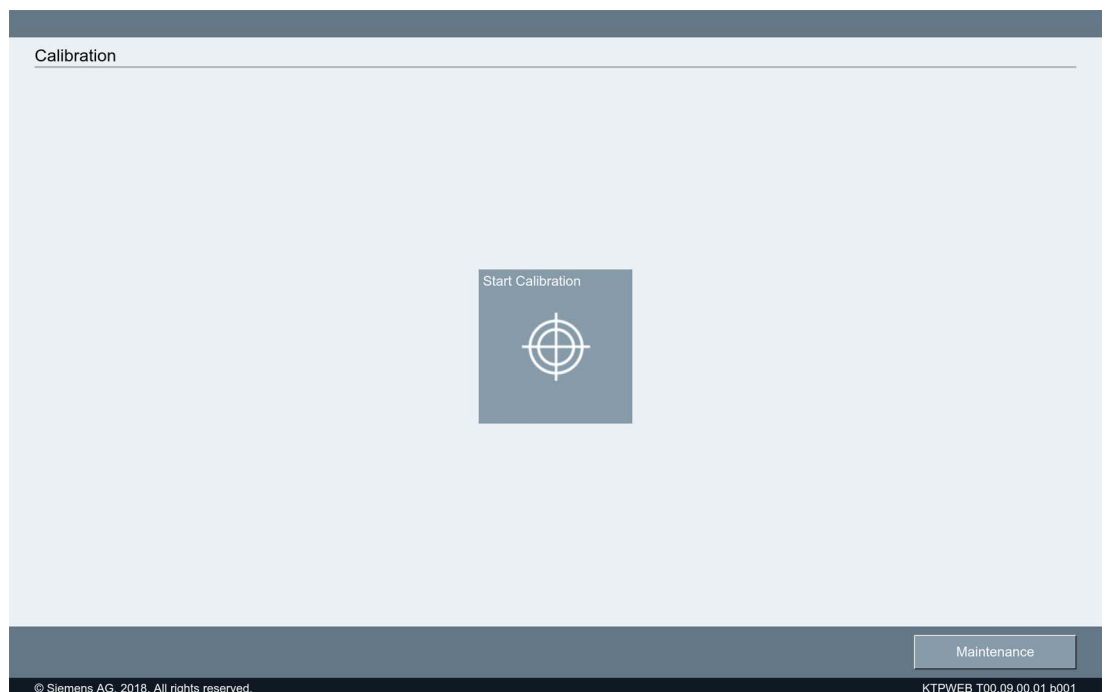 Calibration
Start Calibration
Maintenance
© Siemens AG, 2018. All rights reserved.
KTPWEB T00.09.00.01 b001